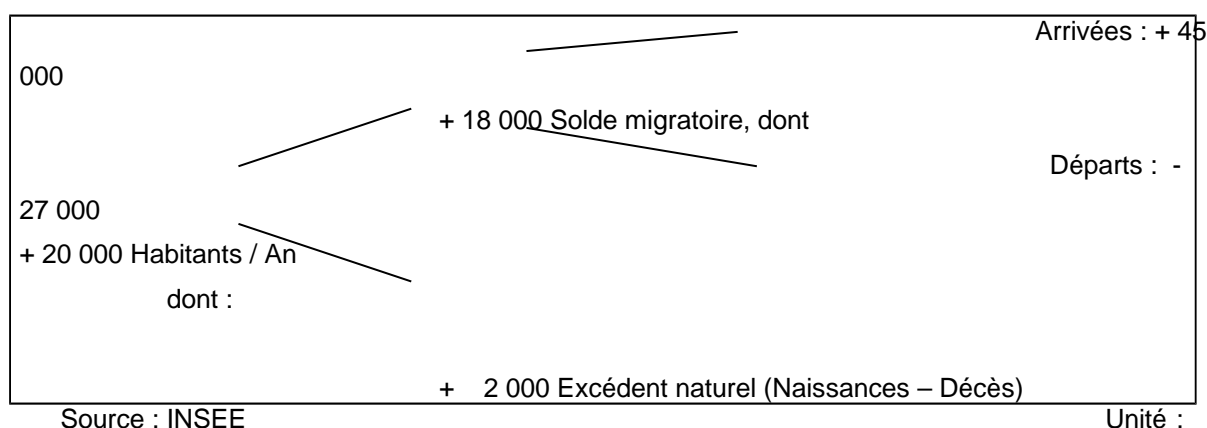 Arrivées : + 45
000
+ 18 000 Solde migratoire, dont
Départs : -
27 000
+ 20 000 Habitants / An
dont :
+ 2 000 Excédent naturel (Naissances – Décès)
Source : INSEE Unité :